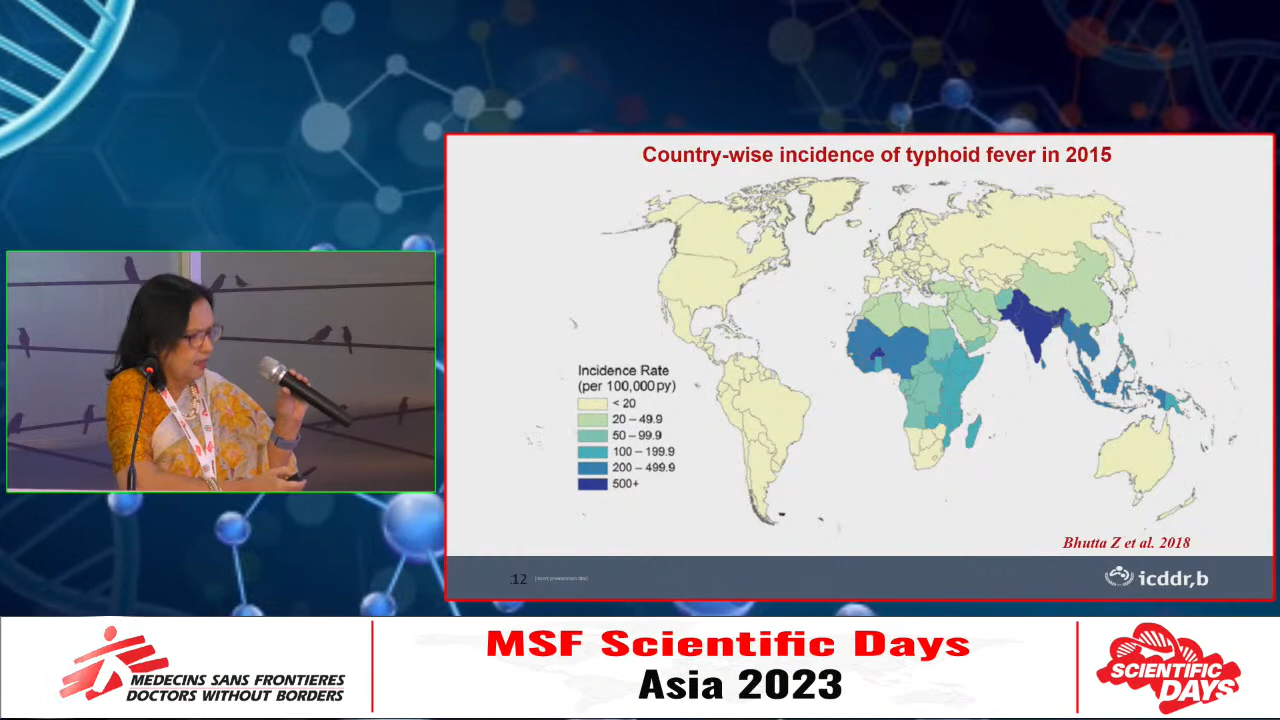 Country-wise incidence of typhoid fever in 2015
Incidence Rate
(per 100,000 py)
< 20
20 – 49.9
50 – 99.9
100 – 199.9
200 – 499.9
500+
Bhutta Z et al. 2018
:12
icddr,b
MEDECINS SANS FRONTIERES
DOCTORS WITHOUT BORDERS
MSF Scientific Days
Asia 2023
SCIENTIFIC
DAYS